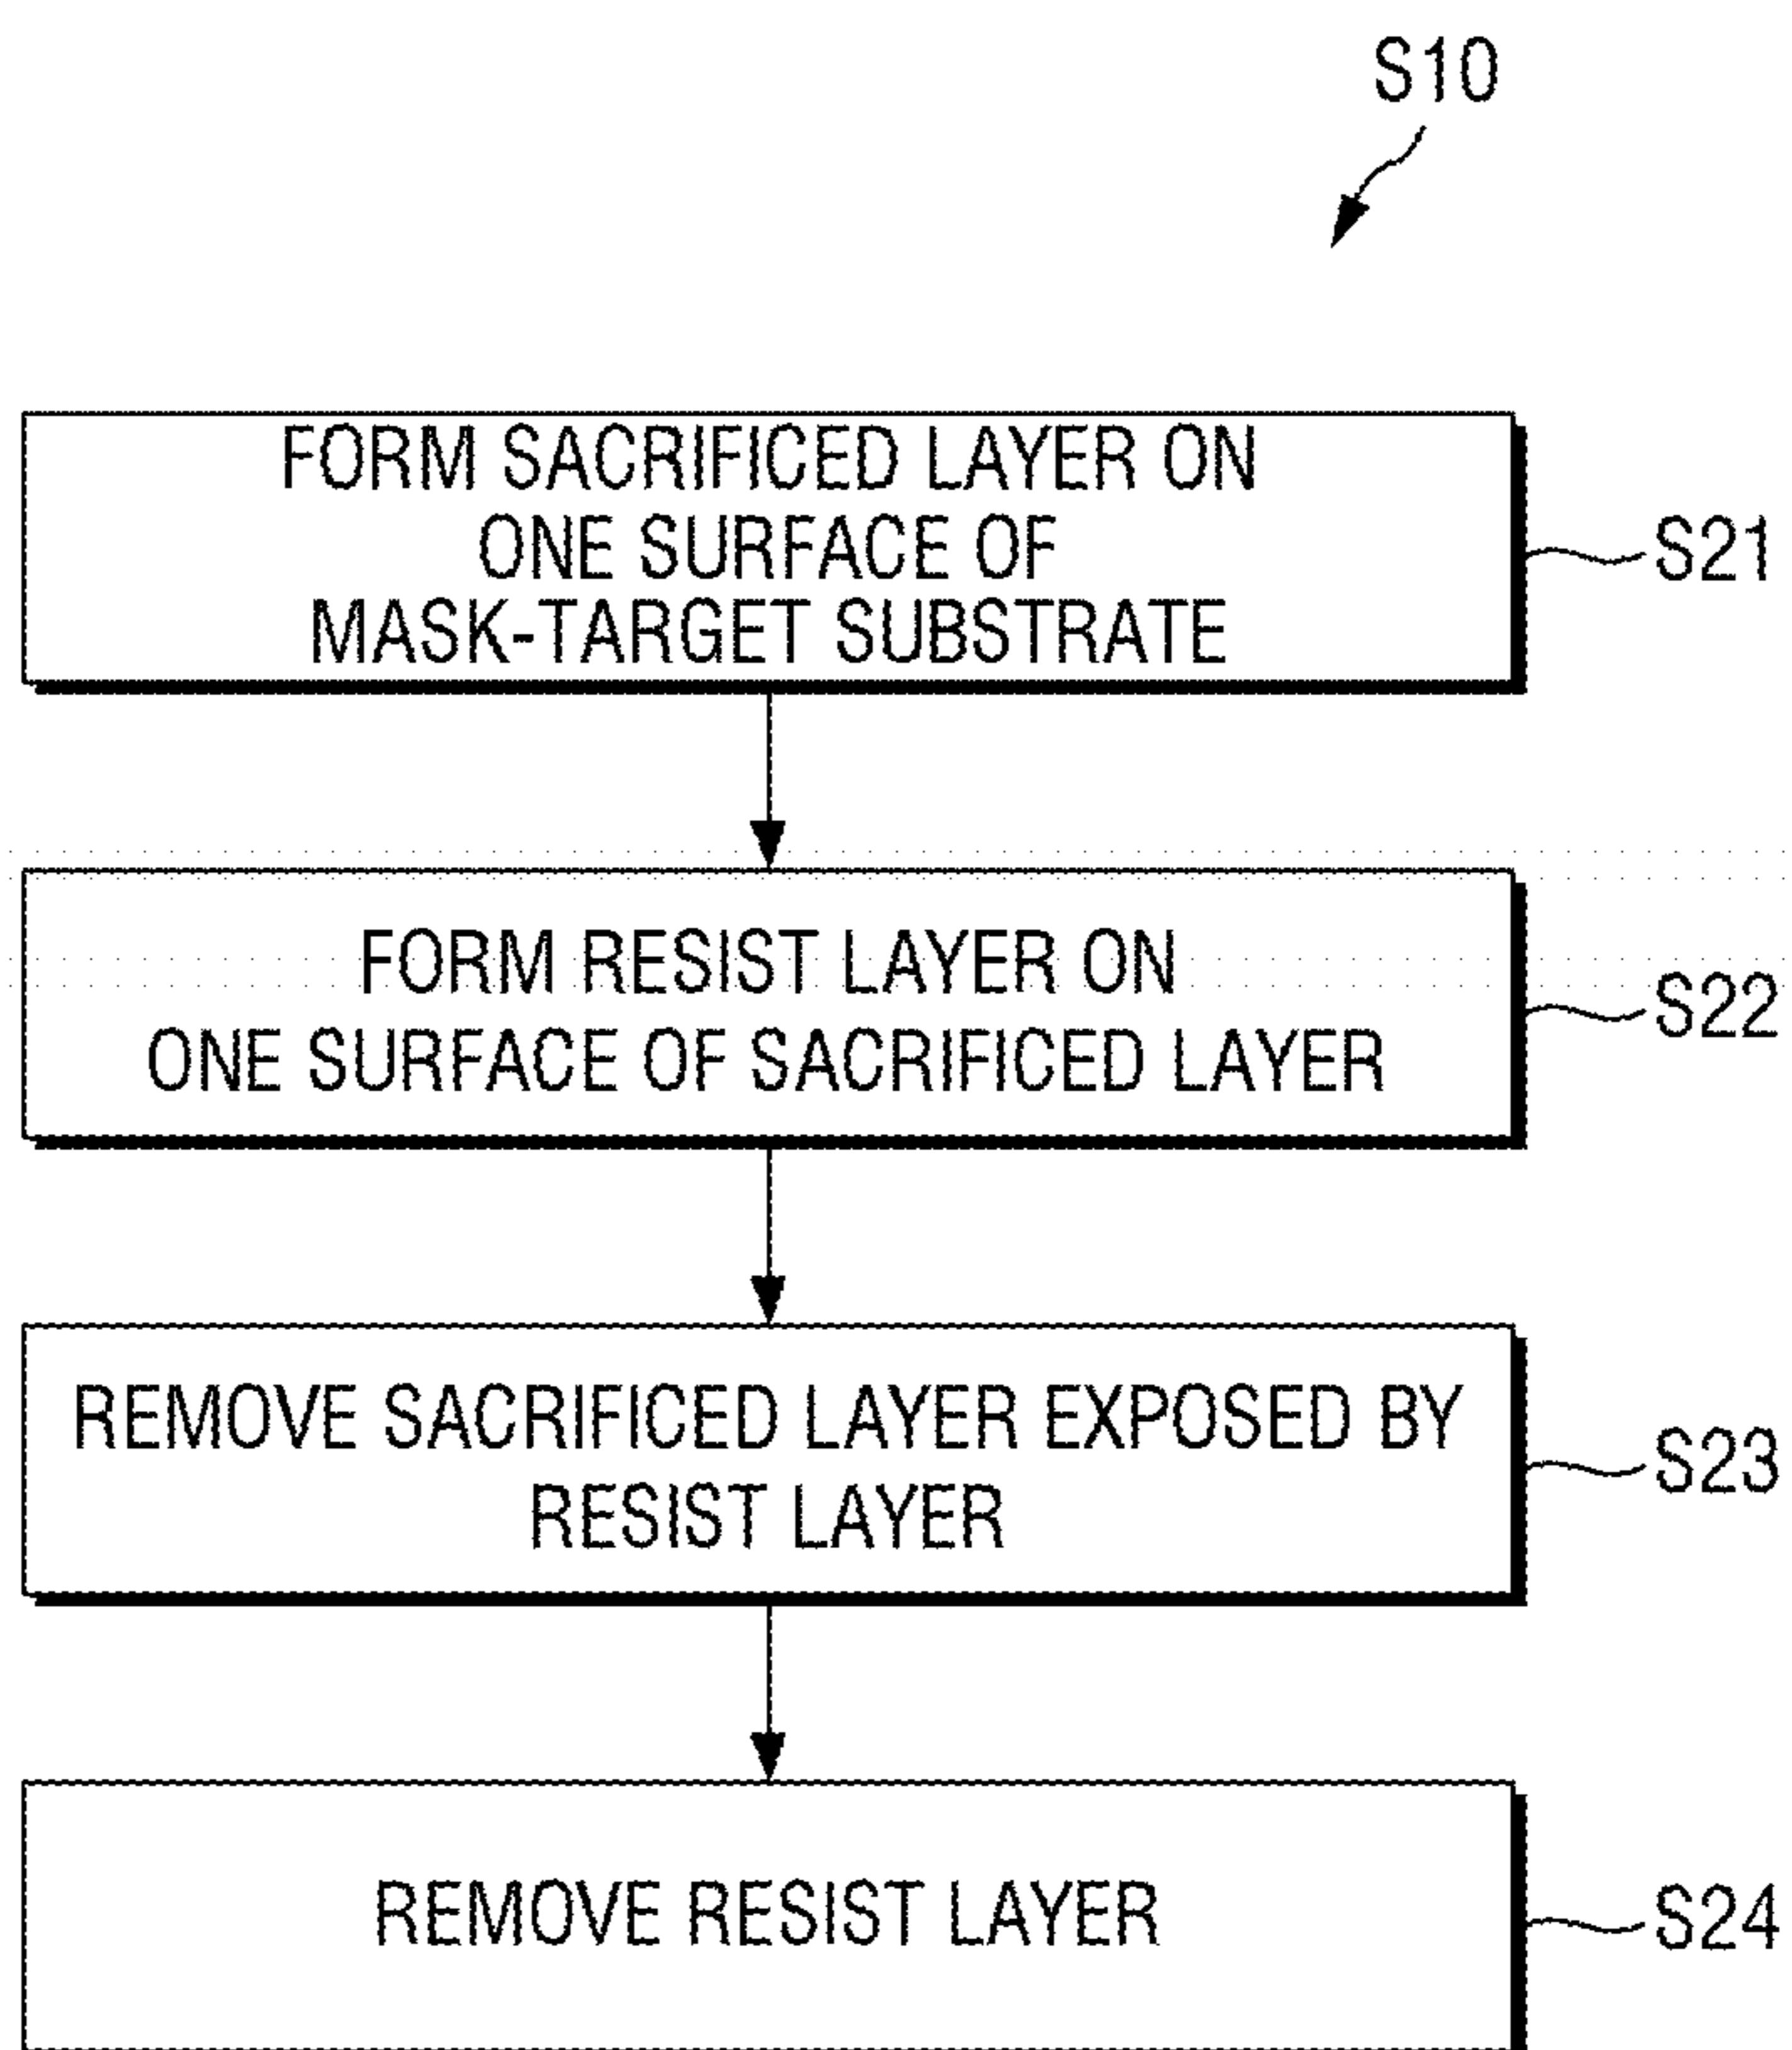 S10
FORM SACRIFICED LAYER ON
ONE SURFACE OF
MASK-TARGET SUBSTRATE
S21
FORM RESIST LAYER ON
ONE SURFACE OF SACRIFICED LAYER
S22
REMOVE SACRIFICED LAYER EXPOSED BY
RESIST LAYER
S23
REMOVE RESIST LAYER
S24